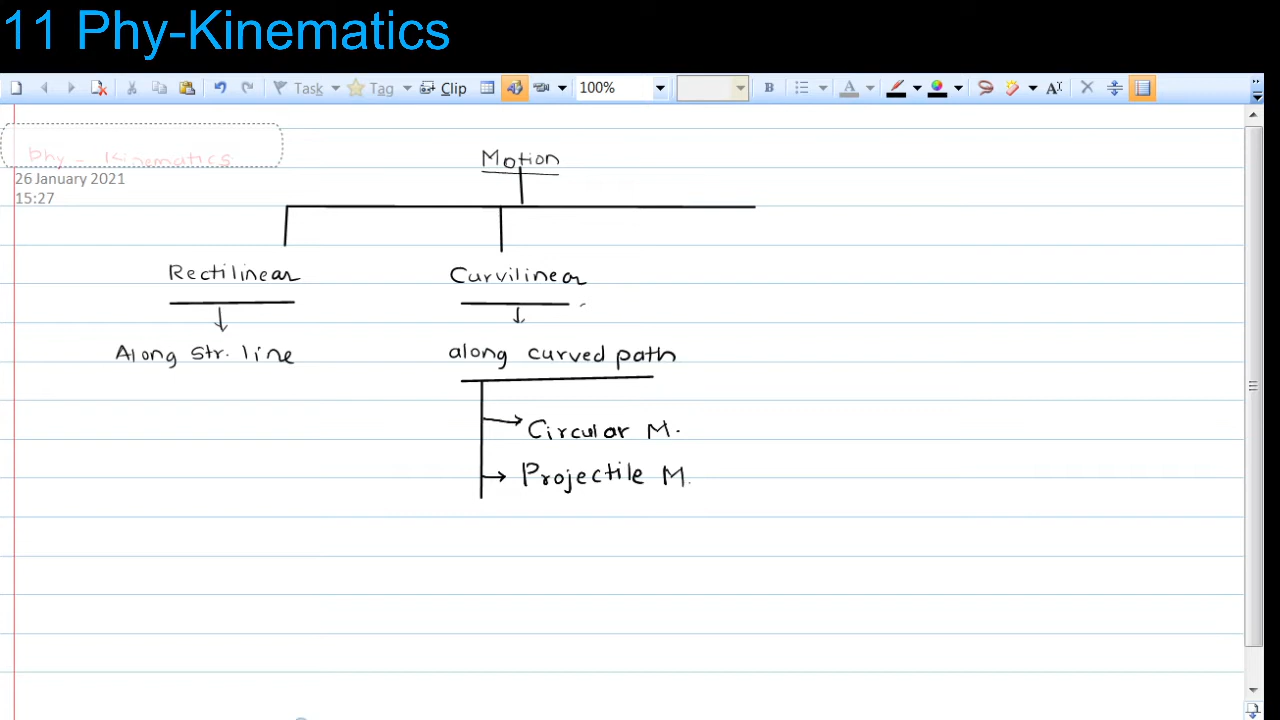 11 Phy-Kinematics
Task Tag Clip 100% B A A
Phy - Kinematics
26 January 2021
15:27
Motion
Rectilinear Curvilinear
Along str. line along curved path
Circular M.
Projectile M.